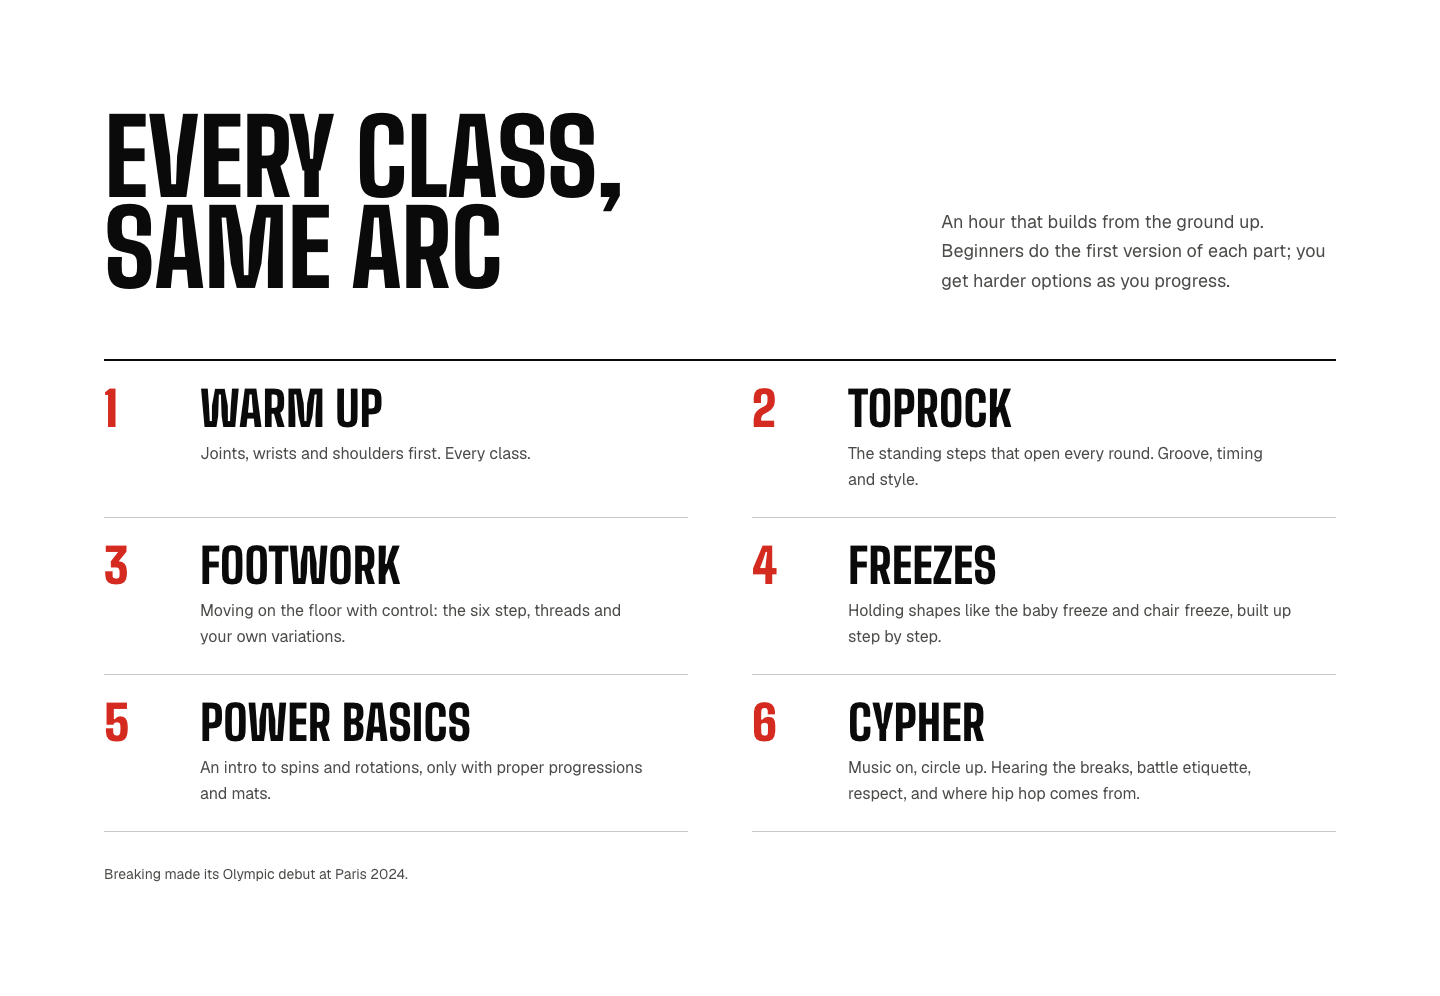 EVERY CLASS,
SAME ARC
An hour that builds from the ground up.
Beginners do the first version of each part; you
get harder options as you progress.
1
WARM UP
Joints, wrists and shoulders first. Every class.
2
TOPROCK
The standing steps that open every round. Groove, timing
and style.
3
FOOTWORK
Moving on the floor with control: the six step, threads and
your own variations.
4
FREEZES
Holding shapes like the baby freeze and chair freeze, built up
step by step.
5
POWER BASICS
An intro to spins and rotations, only with proper progressions
and mats.
6
CYPHER
Music on, circle up. Hearing the breaks, battle etiquette,
respect, and where hip hop comes from.
Breaking made its Olympic debut at Paris 2024.